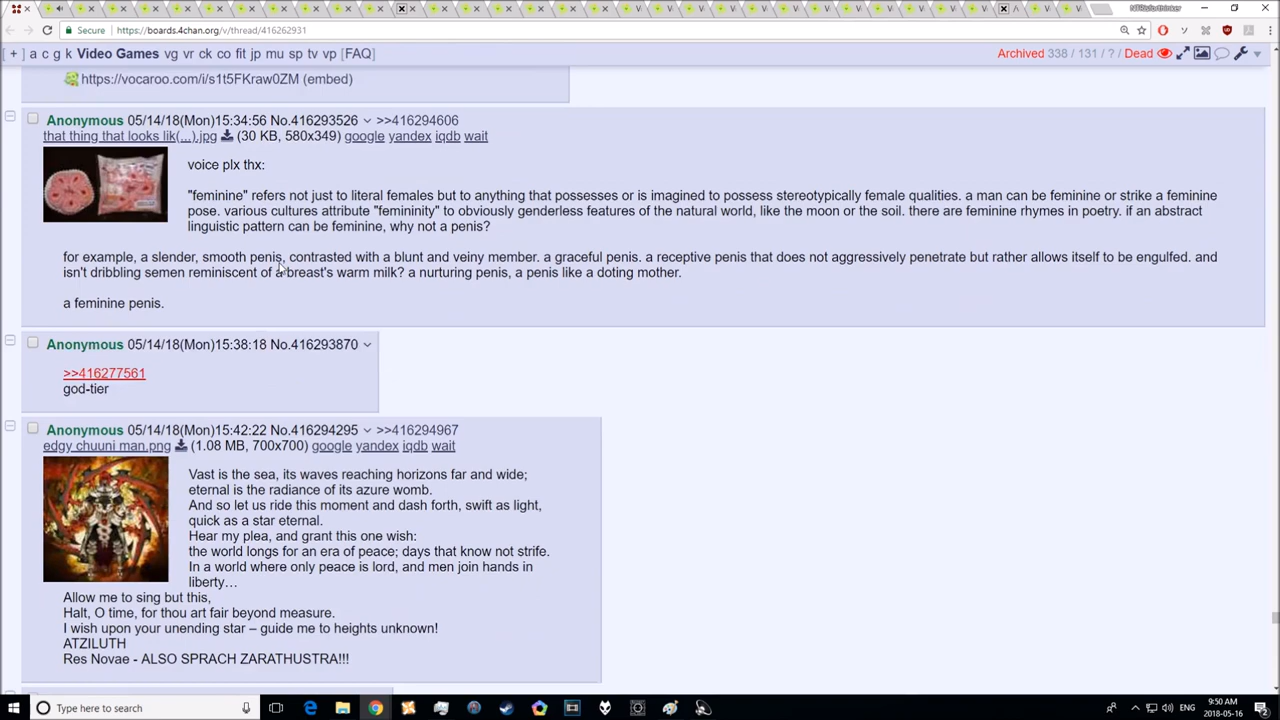 NTRisforthinker
Secure https://boards.4chan.org/v/thread/416262931
[ + ] a c g k Video Games vg vr ck co fit jp mu sp tv vp [FAQ]
Archived 338 / 131 / ? / Dead
https://vocaroo.com/i/s1t5FKraw0ZM (embed)
Anonymous 05/14/18(Mon)15:34:56 No.416293526 >>416294606
that thing that looks lik(...).jpg (30 KB, 580x349) google yandex iqdb wait
voice plx thx:
"feminine" refers not just to literal females but to anything that possesses or is imagined to possess stereotypically female qualities. a man can be feminine or strike a feminine
pose. various cultures attribute "femininity" to obviously genderless features of the natural world, like the moon or the soil. there are feminine rhymes in poetry. if an abstract
linguistic pattern can be feminine, why not a penis?
for example, a slender, smooth penis, contrasted with a blunt and veiny member. a graceful penis. a receptive penis that does not aggressively penetrate but rather allows itself to be engulfed. and
isn't dribbling semen reminiscent of a breast's warm milk? a nurturing penis, a penis like a doting mother.
a feminine penis.
Anonymous 05/14/18(Mon)15:38:18 No.416293870
>>416277561
god-tier
Anonymous 05/14/18(Mon)15:42:22 No.416294295 >>416294967
edgy chuuni man.png (1.08 MB, 700x700) google yandex iqdb wait
Vast is the sea, its waves reaching horizons far and wide;
eternal is the radiance of its azure womb.
And so let us ride this moment and dash forth, swift as light,
quick as a star eternal.
Hear my plea, and grant this one wish:
the world longs for an era of peace; days that know not strife.
In a world where only peace is lord, and men join hands in
liberty…
Allow me to sing but this,
Halt, O time, for thou art fair beyond measure.
I wish upon your unending star – guide me to heights unknown!
ATZILUTH
Res Novae - ALSO SPRACH ZARATHUSTRA!!!
Type here to search
ENG
9:50 AM
2018-05-16